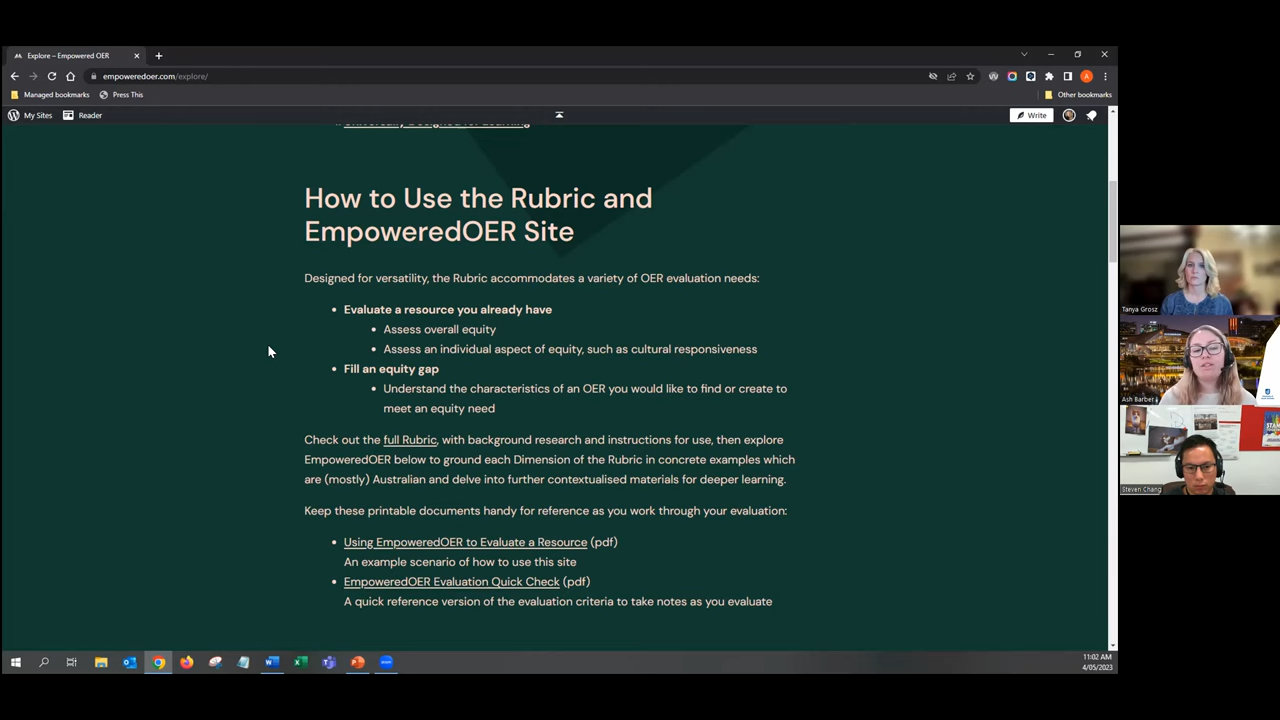 Explore – Empowered OER
empoweredoer.com/explore/
Managed bookmarks
Press This
Other bookmarks
My Sites
Reader
Write
Universally Designed for Learning
How to Use the Rubric and
EmpoweredOER Site
Designed for versatility, the Rubric accommodates a variety of OER evaluation needs:
Evaluate a resource you already have
Assess overall equity
Assess an individual aspect of equity, such as cultural responsiveness
Fill an equity gap
Understand the characteristics of an OER you would like to find or create to
meet an equity need
Check out the full Rubric, with background research and instructions for use, then explore
EmpoweredOER below to ground each Dimension of the Rubric in concrete examples which
are (mostly) Australian and delve into further contextualised materials for deeper learning.
Keep these printable documents handy for reference as you work through your evaluation:
Using EmpoweredOER to Evaluate a Resource (pdf)
An example scenario of how to use this site
EmpoweredOER Evaluation Quick Check (pdf)
A quick reference version of the evaluation criteria to take notes as you evaluate
Tanya Grosz
Ash Barber
Steven Chang
11:02 AM
4/05/2023